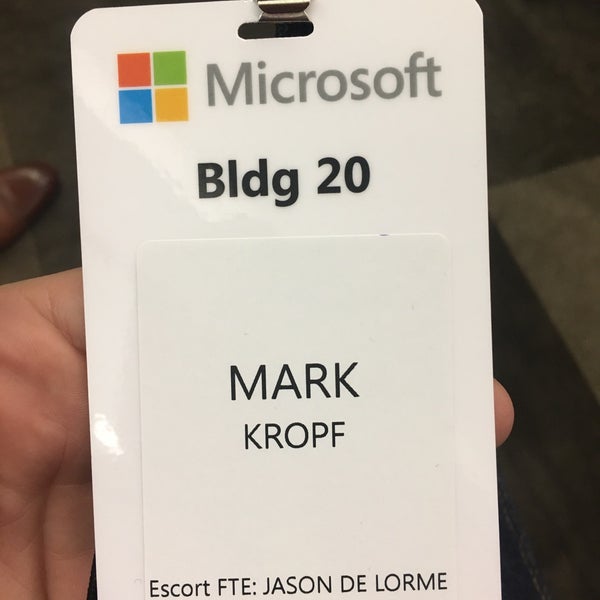 Microsoft
Bldg 20
MARK
KROPF
Escort FTE: JASON DE LORME